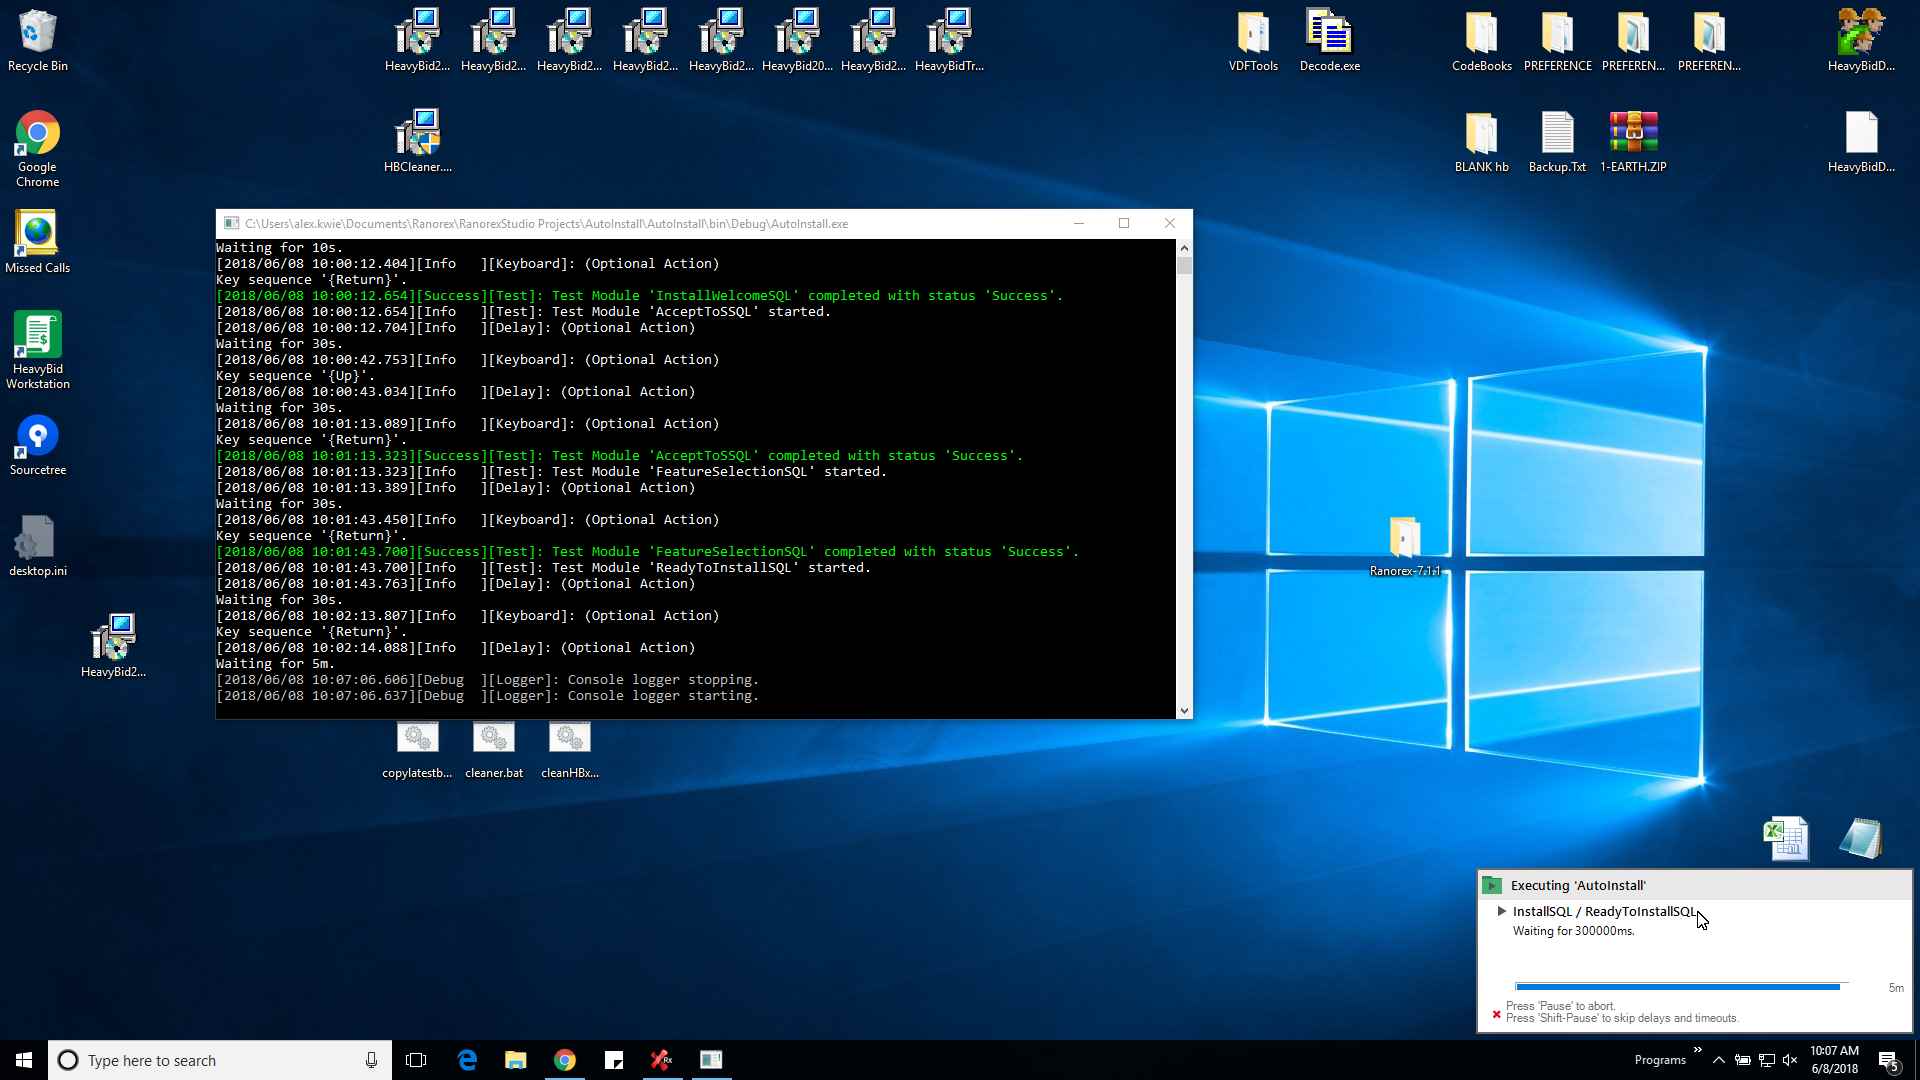 Recycle Bin
HeavyBid2...
HeavyBid2...
HeavyBid2...
HeavyBid2...
HeavyBid2...
HeavyBid20...
HeavyBid2...
HeavyBidTr...
VDFTools
Decode.exe
CodeBooks
PREFERENCE
PREFEREN...
PREFEREN...
HeavyBidD...
Google
Chrome
HBCleaner....
BLANK hb
Backup.Txt
1-EARTH.ZIP
HeavyBidD...
Missed Calls
HeavyBid
Workstation
Sourcetree
desktop.ini
HeavyBid2...
C:\Users\alex.kwie\Documents\Ranorex\RanorexStudio Projects\AutoInstall\AutoInstall\bin\Debug\AutoInstall.exe
Waiting for 10s.
[2018/06/08 10:00:12.404][Info   ][Keyboard]: (Optional Action)
Key sequence '{Return}'.
[2018/06/08 10:00:12.654][Success][Test]: Test Module 'InstallWelcomeSQL' completed with status 'Success'.
[2018/06/08 10:00:12.654][Info   ][Test]: Test Module 'AcceptToSSQL' started.
[2018/06/08 10:00:12.704][Info   ][Delay]: (Optional Action)
Waiting for 30s.
[2018/06/08 10:00:42.753][Info   ][Keyboard]: (Optional Action)
Key sequence '{Up}'.
[2018/06/08 10:00:43.034][Info   ][Delay]: (Optional Action)
Waiting for 30s.
[2018/06/08 10:01:13.089][Info   ][Keyboard]: (Optional Action)
Key sequence '{Return}'.
[2018/06/08 10:01:13.323][Success][Test]: Test Module 'AcceptToSSQL' completed with status 'Success'.
[2018/06/08 10:01:13.323][Info   ][Test]: Test Module 'FeatureSelectionSQL' started.
[2018/06/08 10:01:13.389][Info   ][Delay]: (Optional Action)
Waiting for 30s.
[2018/06/08 10:01:43.450][Info   ][Keyboard]: (Optional Action)
Key sequence '{Return}'.
[2018/06/08 10:01:43.700][Success][Test]: Test Module 'FeatureSelectionSQL' completed with status 'Success'.
[2018/06/08 10:01:43.700][Info   ][Test]: Test Module 'ReadyToInstallSQL' started.
[2018/06/08 10:01:43.763][Info   ][Delay]: (Optional Action)
Waiting for 30s.
[2018/06/08 10:02:13.807][Info   ][Keyboard]: (Optional Action)
Key sequence '{Return}'.
[2018/06/08 10:02:14.088][Info   ][Delay]: (Optional Action)
Waiting for 5m.
[2018/06/08 10:07:06.606][Debug  ][Logger]: Console logger stopping.
[2018/06/08 10:07:06.637][Debug  ][Logger]: Console logger starting.
Ranorex-7.1.1
copylatestb...
cleaner.bat
cleanHBx...
Executing 'AutoInstall'
InstallSQL / ReadyToInstallSQL
Waiting for 300000ms.
5m
Press 'Pause' to abort.
Press 'Shift-Pause' to skip delays and timeouts.
Type here to search
Programs
10:07 AM
6/8/2018
5